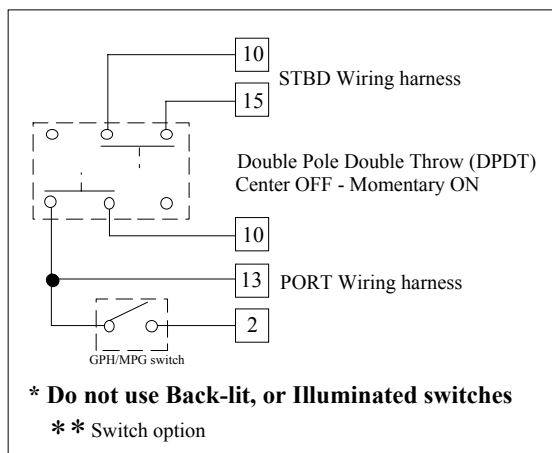 10
STBD Wiring harness
15
Double Pole Double Throw (DPDT)
Center OFF - Momentary ON
10
13
PORT Wiring harness
2
GPH/MPG switch
* Do not use Back-lit, or Illuminated switches
** Switch option